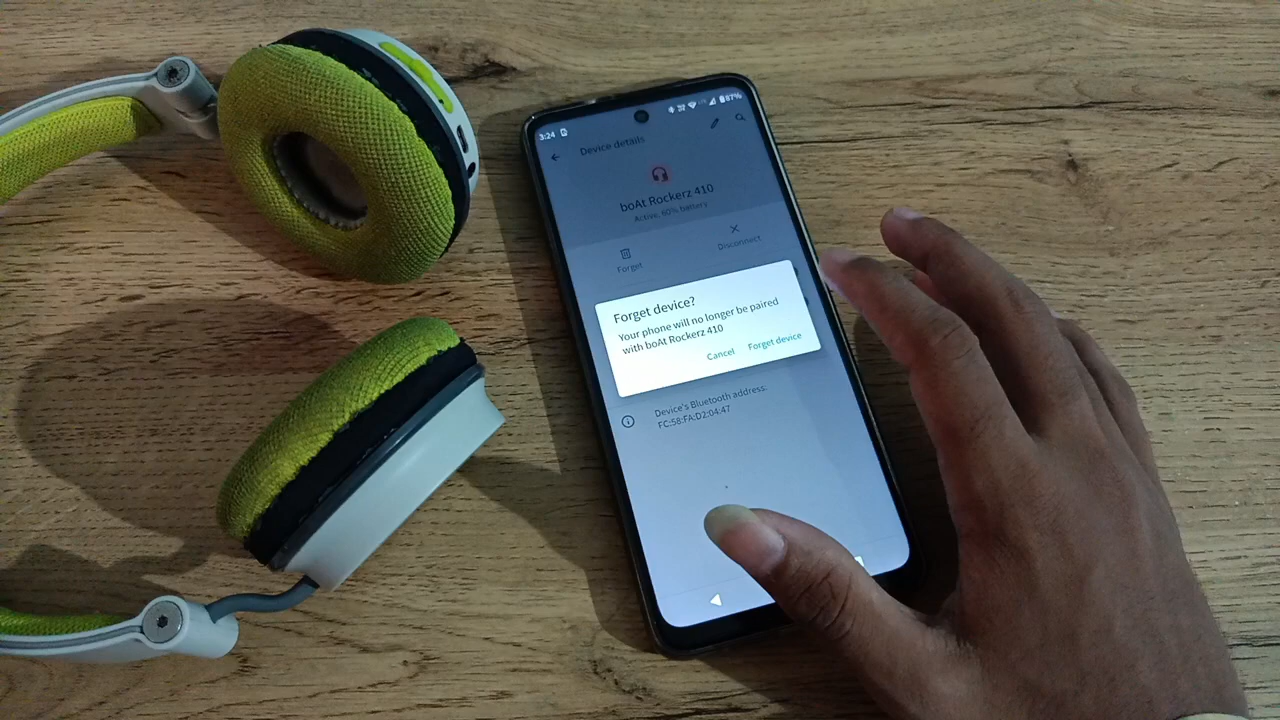 3:24
87%
Device details
boAt Rockerz 410
Active, 60% battery
Forget
Disconnect
Forget device?
Your phone will no longer be paired
with boAt Rockerz 410
Cancel
Forget device
Device's Bluetooth address:
FC:58:FA:D2:04:47